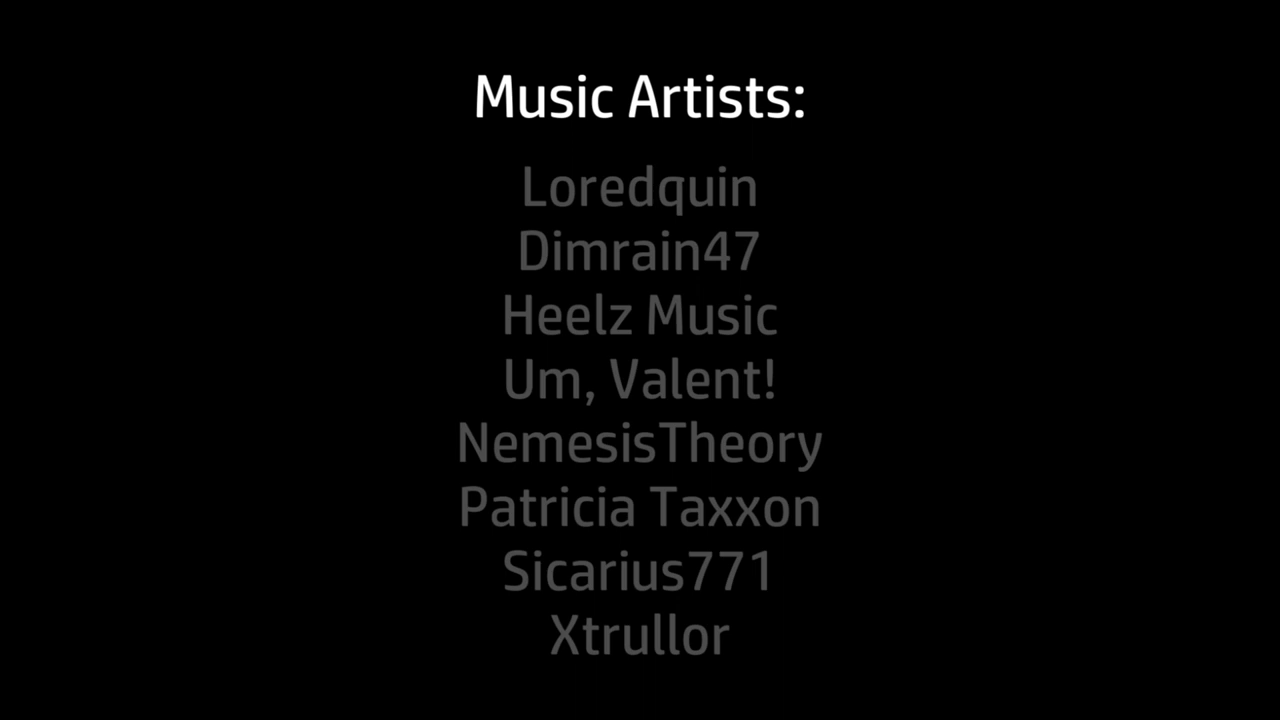 Music Artists:
Loredquin
Dimrain47
Heelz Music
Um, Valent!
NemesisTheory
Patricia Taxxon
Sicarius771
Xtrullor